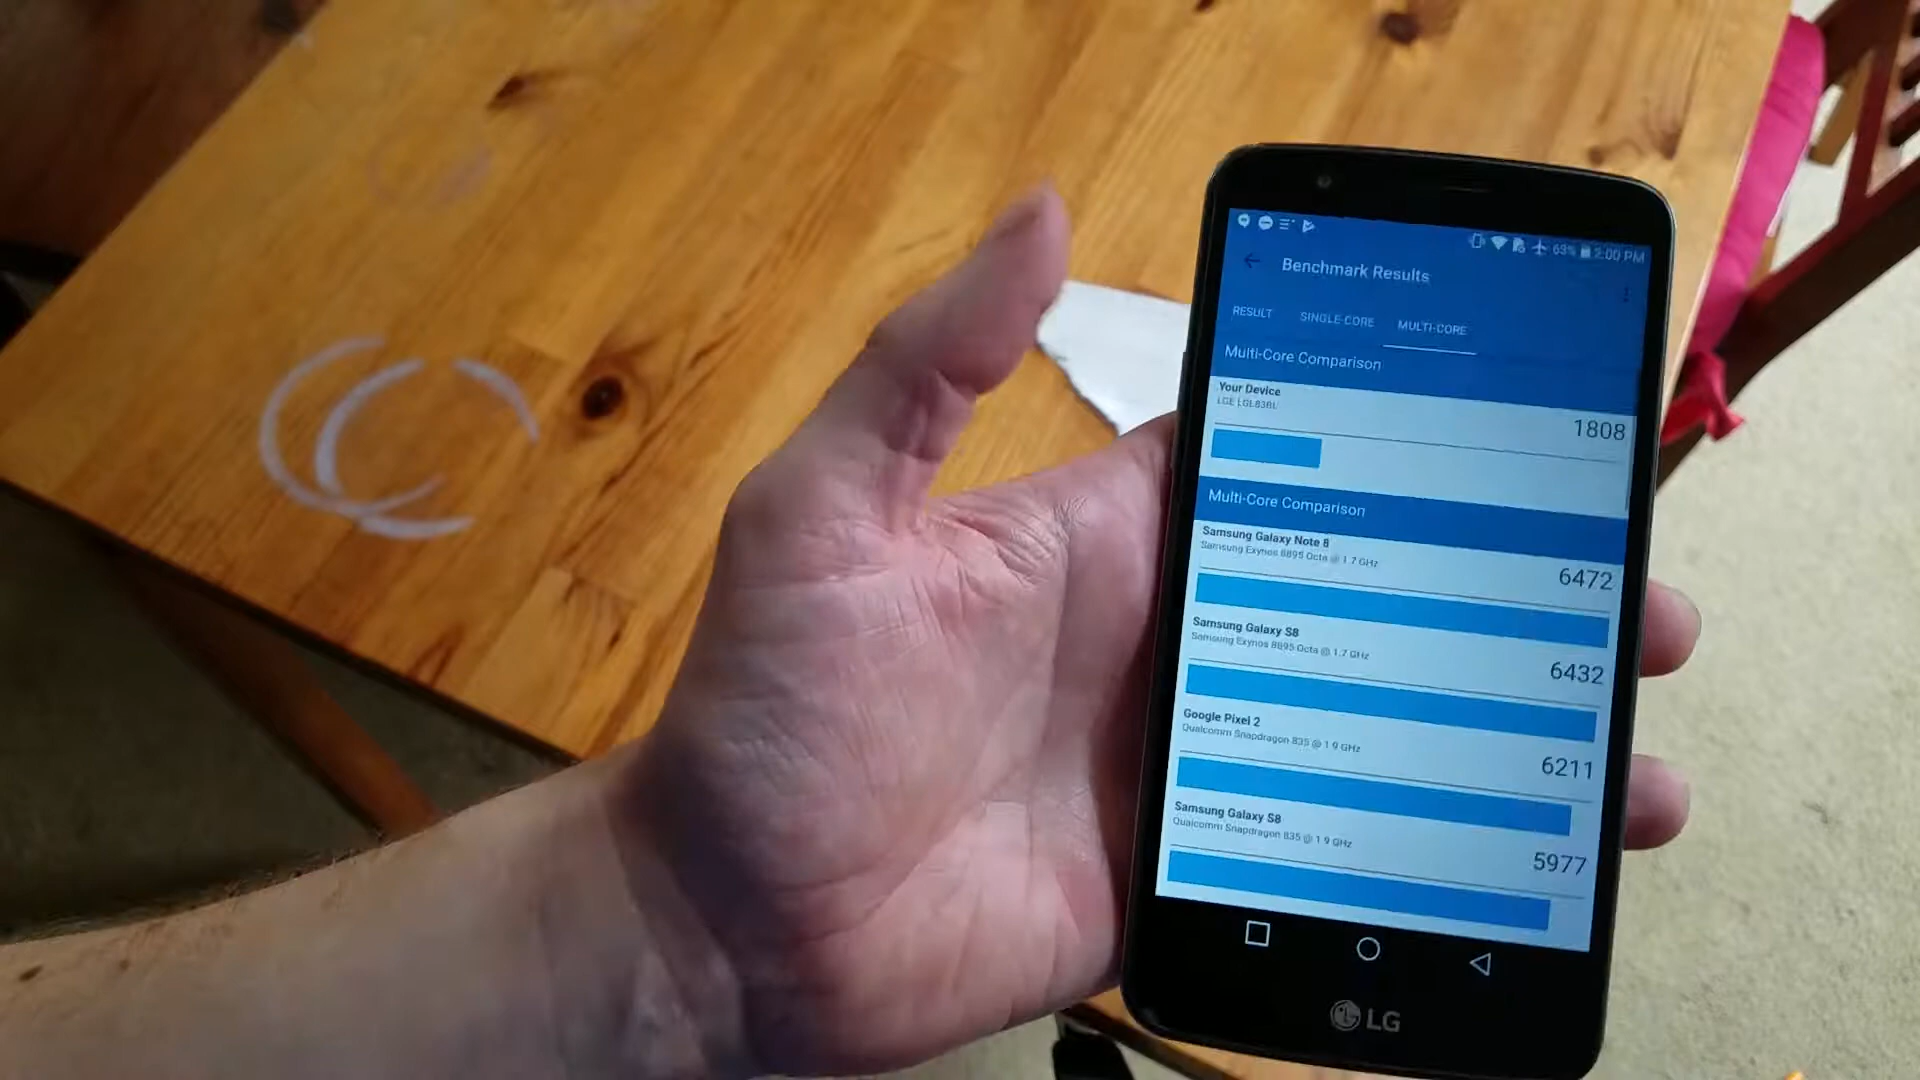 63% 2:00 PM
Benchmark Results
RESULT SINGLE-CORE MULTI-CORE
Multi-Core Comparison
Your Device
LGE LGL83BL
1808
Multi-Core Comparison
Samsung Galaxy Note 8
Samsung Exynos 8895 Octa @ 1.7 GHz
6472
Samsung Galaxy S8
Samsung Exynos 8895 Octa @ 1.7 GHz
6432
Google Pixel 2
Qualcomm Snapdragon 835 @ 1.9 GHz
6211
Samsung Galaxy S8
Qualcomm Snapdragon 835 @ 1.9 GHz
5977
LG